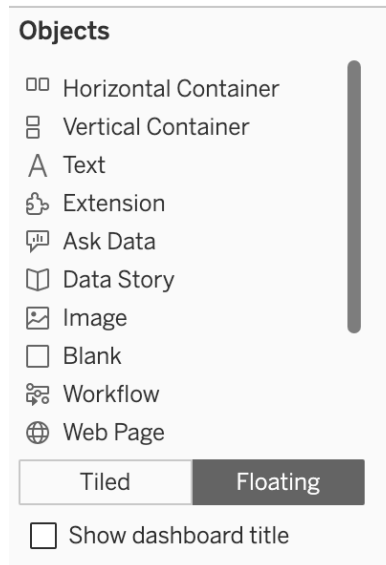 Objects
Horizontal Container
Vertical Container
Text
Extension
Ask Data
Data Story
Image
Blank
Workflow
Web Page
Tiled Floating
Show dashboard title